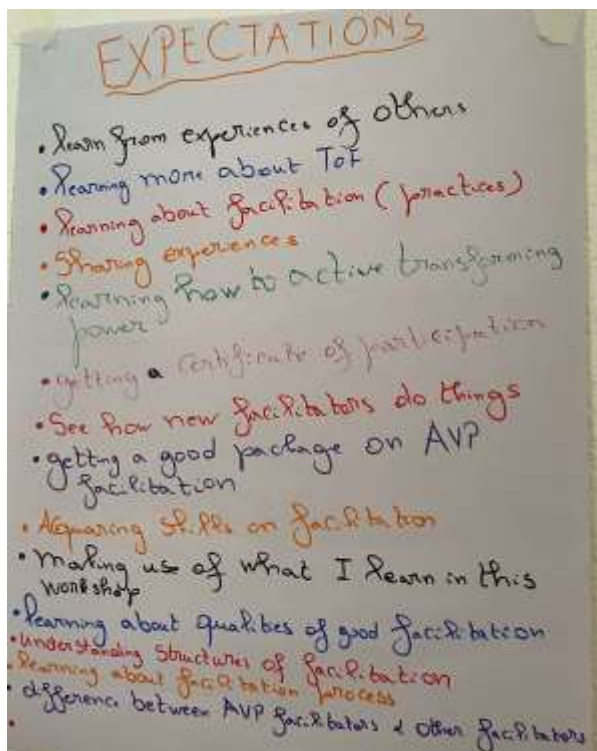 EXPECTATIONS
• learn from experiences of others
• learning more about ToF
• learning about facilitation (practices)
• Sharing experiences
• learning how to active transforming
power
• getting a certificate of participation
• See how new facilitators do things
• getting a good package on AVP
facilitation
• Aquaring skills on facilitation
• Making use of what I learn in this
workshop
• learning about qualities of good facilitation
• understanding structures of facilitation
• learning about facilitation process
• difference between AVP facilitators & other facilitators
•